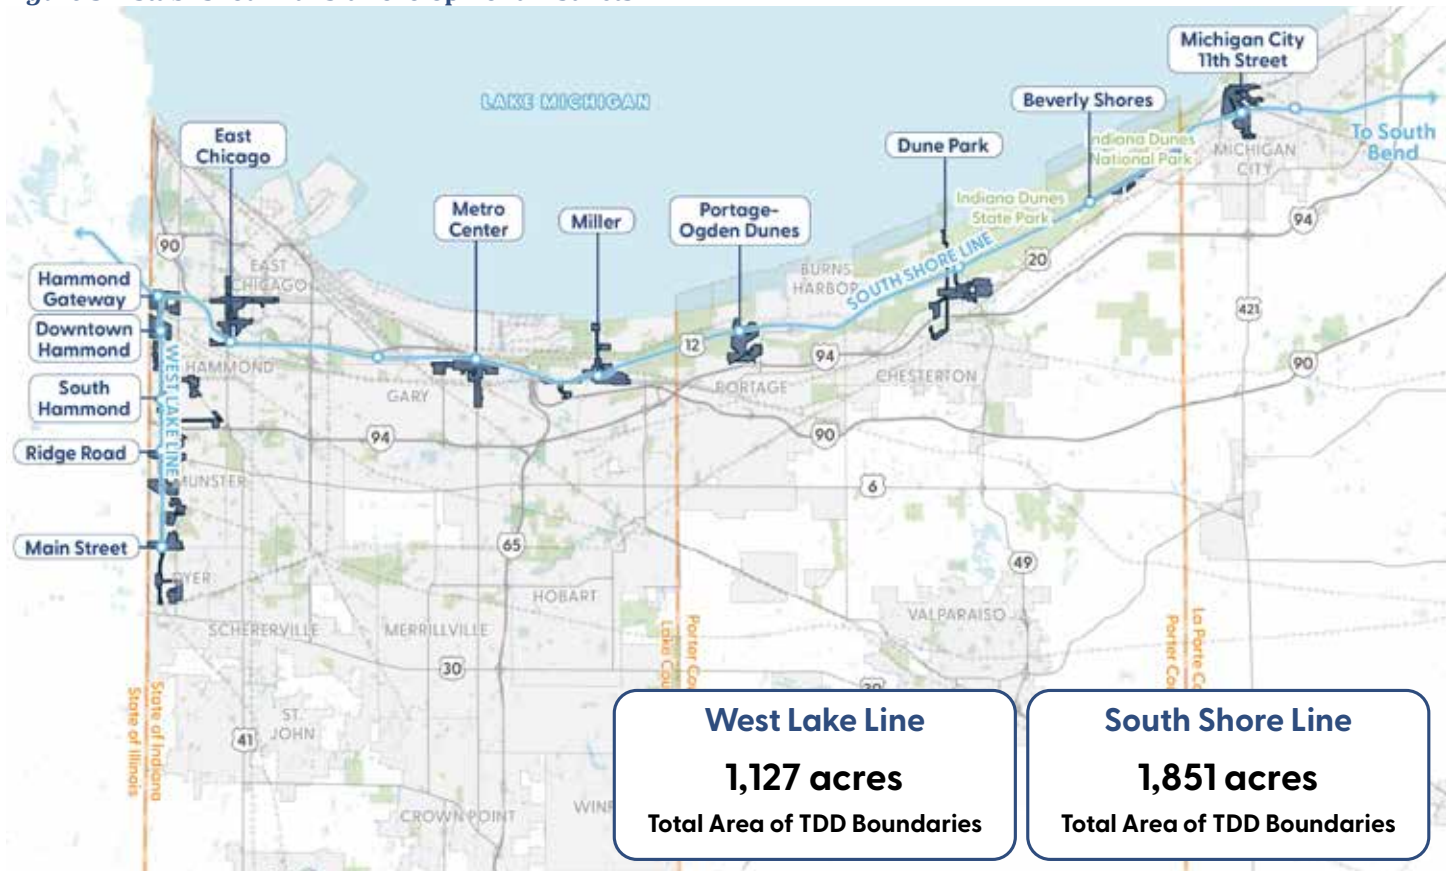 LAKE MICHIGAN
Michigan City
11th Street
Beverly Shores
East
Chicago
Dune Park
Metro
Center
Miller
Portage-
Ogden Dunes
Indiana Dunes
National Park
MICHIGAN
CITY
To South
Bend
Indiana Dunes
State Park
94
90
EAST
CHICAGO
BURNS
HARBOR
SOUTH SHORE LINE
20
Hammond
Gateway
Downtown
Hammond
South
Hammond
Ridge Road
Main Street
WEST LAKE LINE
HAMMOND
GARY
12
94
PORTAGE
CHESTERTON
421
90
94
90
MUNSTER
6
65
49
DYER
HOBART
VALPARAISO
SCHERERVILLE
MERRILLVILLE
30
Porter
Lake
La Porte
Porter
State of Indiana
State of Illinois
ST.
JOHN
41
CROWN POINT
West Lake Line
1,127 acres
Total Area of TDD Boundaries
South Shore Line
1,851 acres
Total Area of TDD Boundaries